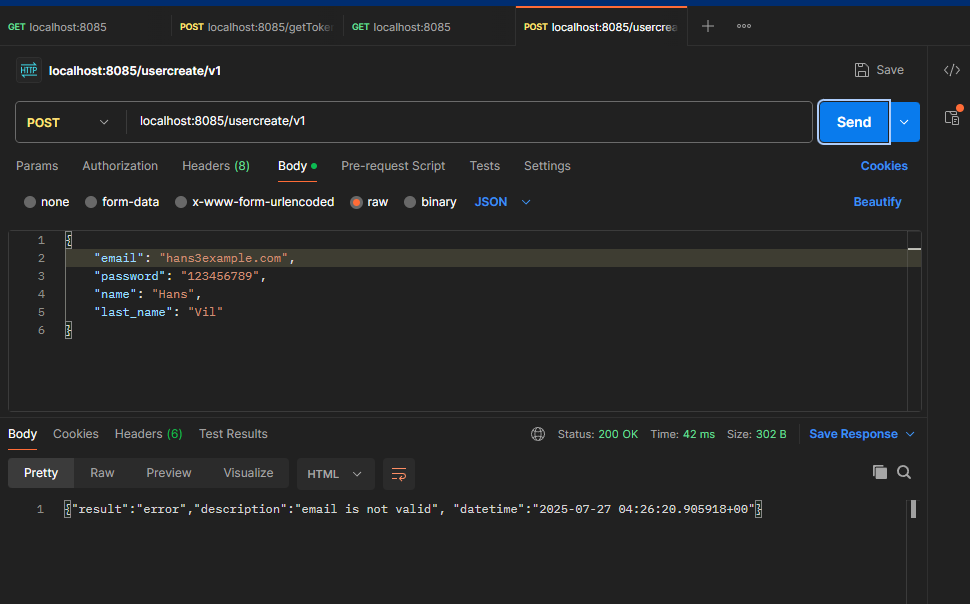 GET localhost:8085
POST localhost:8085/getToken
GET localhost:8085
POST localhost:8085/usercrea
HTTP localhost:8085/usercreate/v1
Save
POST localhost:8085/usercreate/v1
Send
Params Authorization Headers (8) Body Pre-request Script Tests Settings
Cookies
none form-data x-www-form-urlencoded raw binary JSON
Beautify
1 {
2 "email": "hans3example.com",
3 "password": "123456789",
4 "name": "Hans",
5 "last_name": "Vil"
6 }
Body Cookies Headers (6) Test Results
Status: 200 OK Time: 42 ms Size: 302 B
Save Response
Pretty Raw Preview Visualize HTML
1 {"result":"error","description":"email is not valid", "datetime":"2025-07-27 04:26:20.905918+00"}